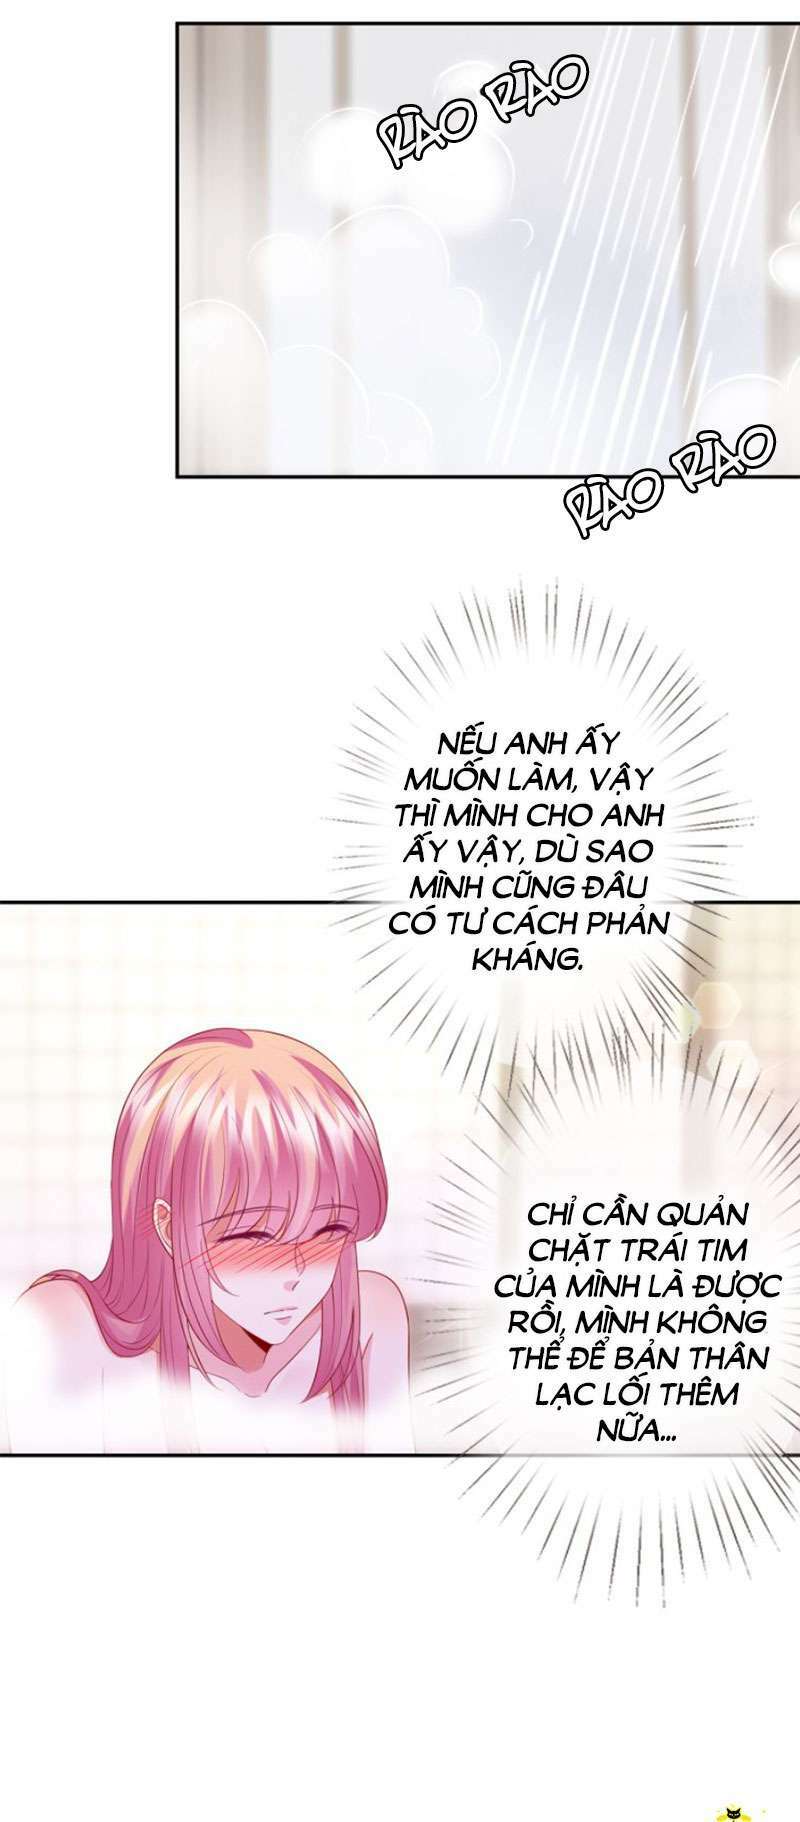 RÀO RÀO
RÀO RÀO
NẾU ANH ẤY
MUỐN LÀM, VẬY
THÌ MÌNH CHO ANH
ẤY VẬY, DÙ SAO
MÌNH CŨNG ĐÂU
CÓ TƯ CÁCH PHẢN
KHÁNG.
CHỈ CẦN QUẢN
CHẶT TRÁI TIM
CỦA MÌNH LÀ ĐƯỢC
RỒI, MÌNH KHÔNG
THỂ ĐỂ BẢN THÂN
LẠC LỐI THÊM
NỮA...